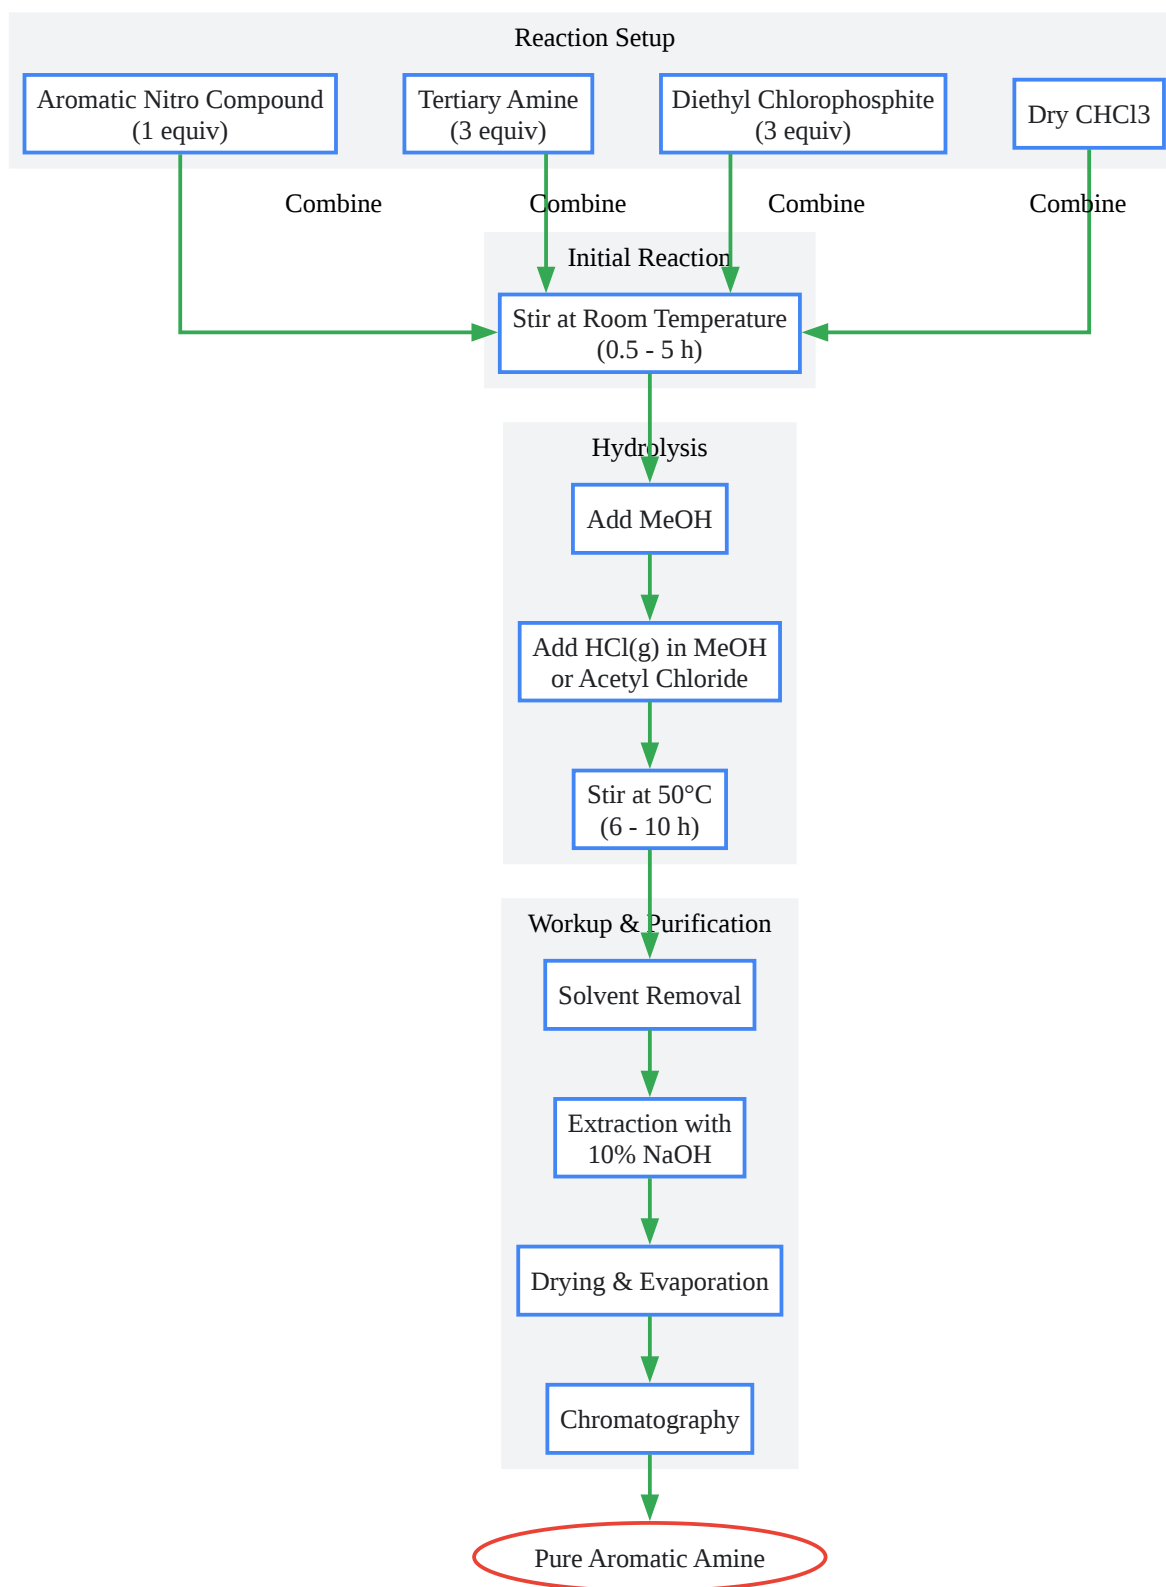 Reaction Setup
Aromatic Nitro Compound
(1 equiv)
Tertiary Amine
(3 equiv)
Diethyl Chlorophosphite
(3 equiv)
Dry CHCl3
Combine
Combine
Combine
Combine
Initial Reaction
Stir at Room Temperature
(0.5 - 5 h)
Hydrolysis
Add MeOH
Add HCl(g) in MeOH
or Acetyl Chloride
Stir at 50°C
(6 - 10 h)
Workup & Purification
Solvent Removal
Extraction with
10% NaOH
Drying & Evaporation
Chromatography
Pure Aromatic Amine